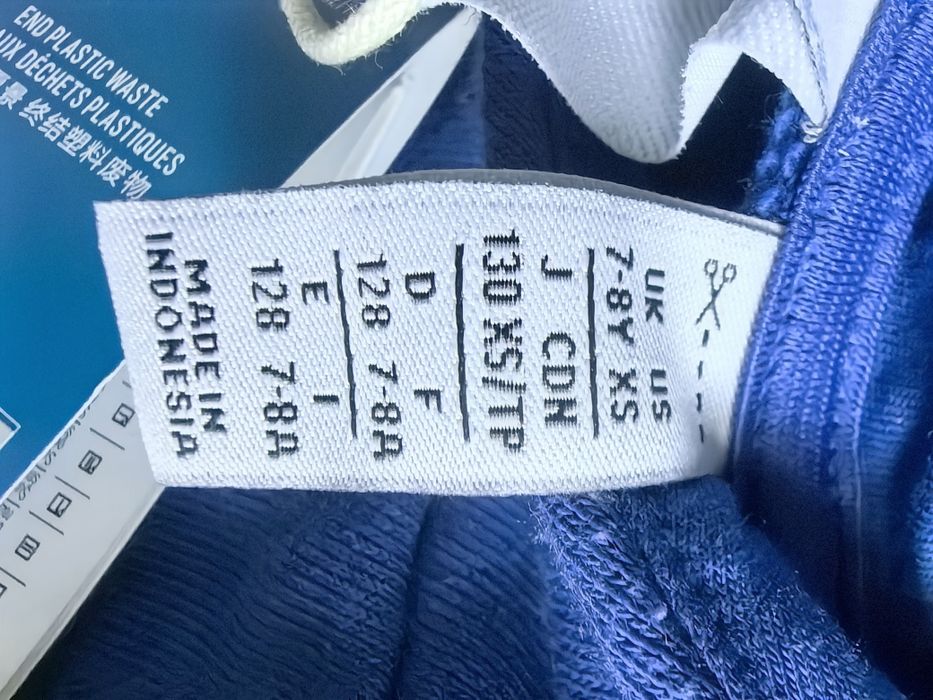 END PLASTIC WASTE
UX DÉCHETS PLASTIQUES
终结塑料废物
UK US
7-8Y XS
J CDN
130 XS/TP
D F
128 7-8A
E I
128 7-8A
MADE IN
INDONESIA